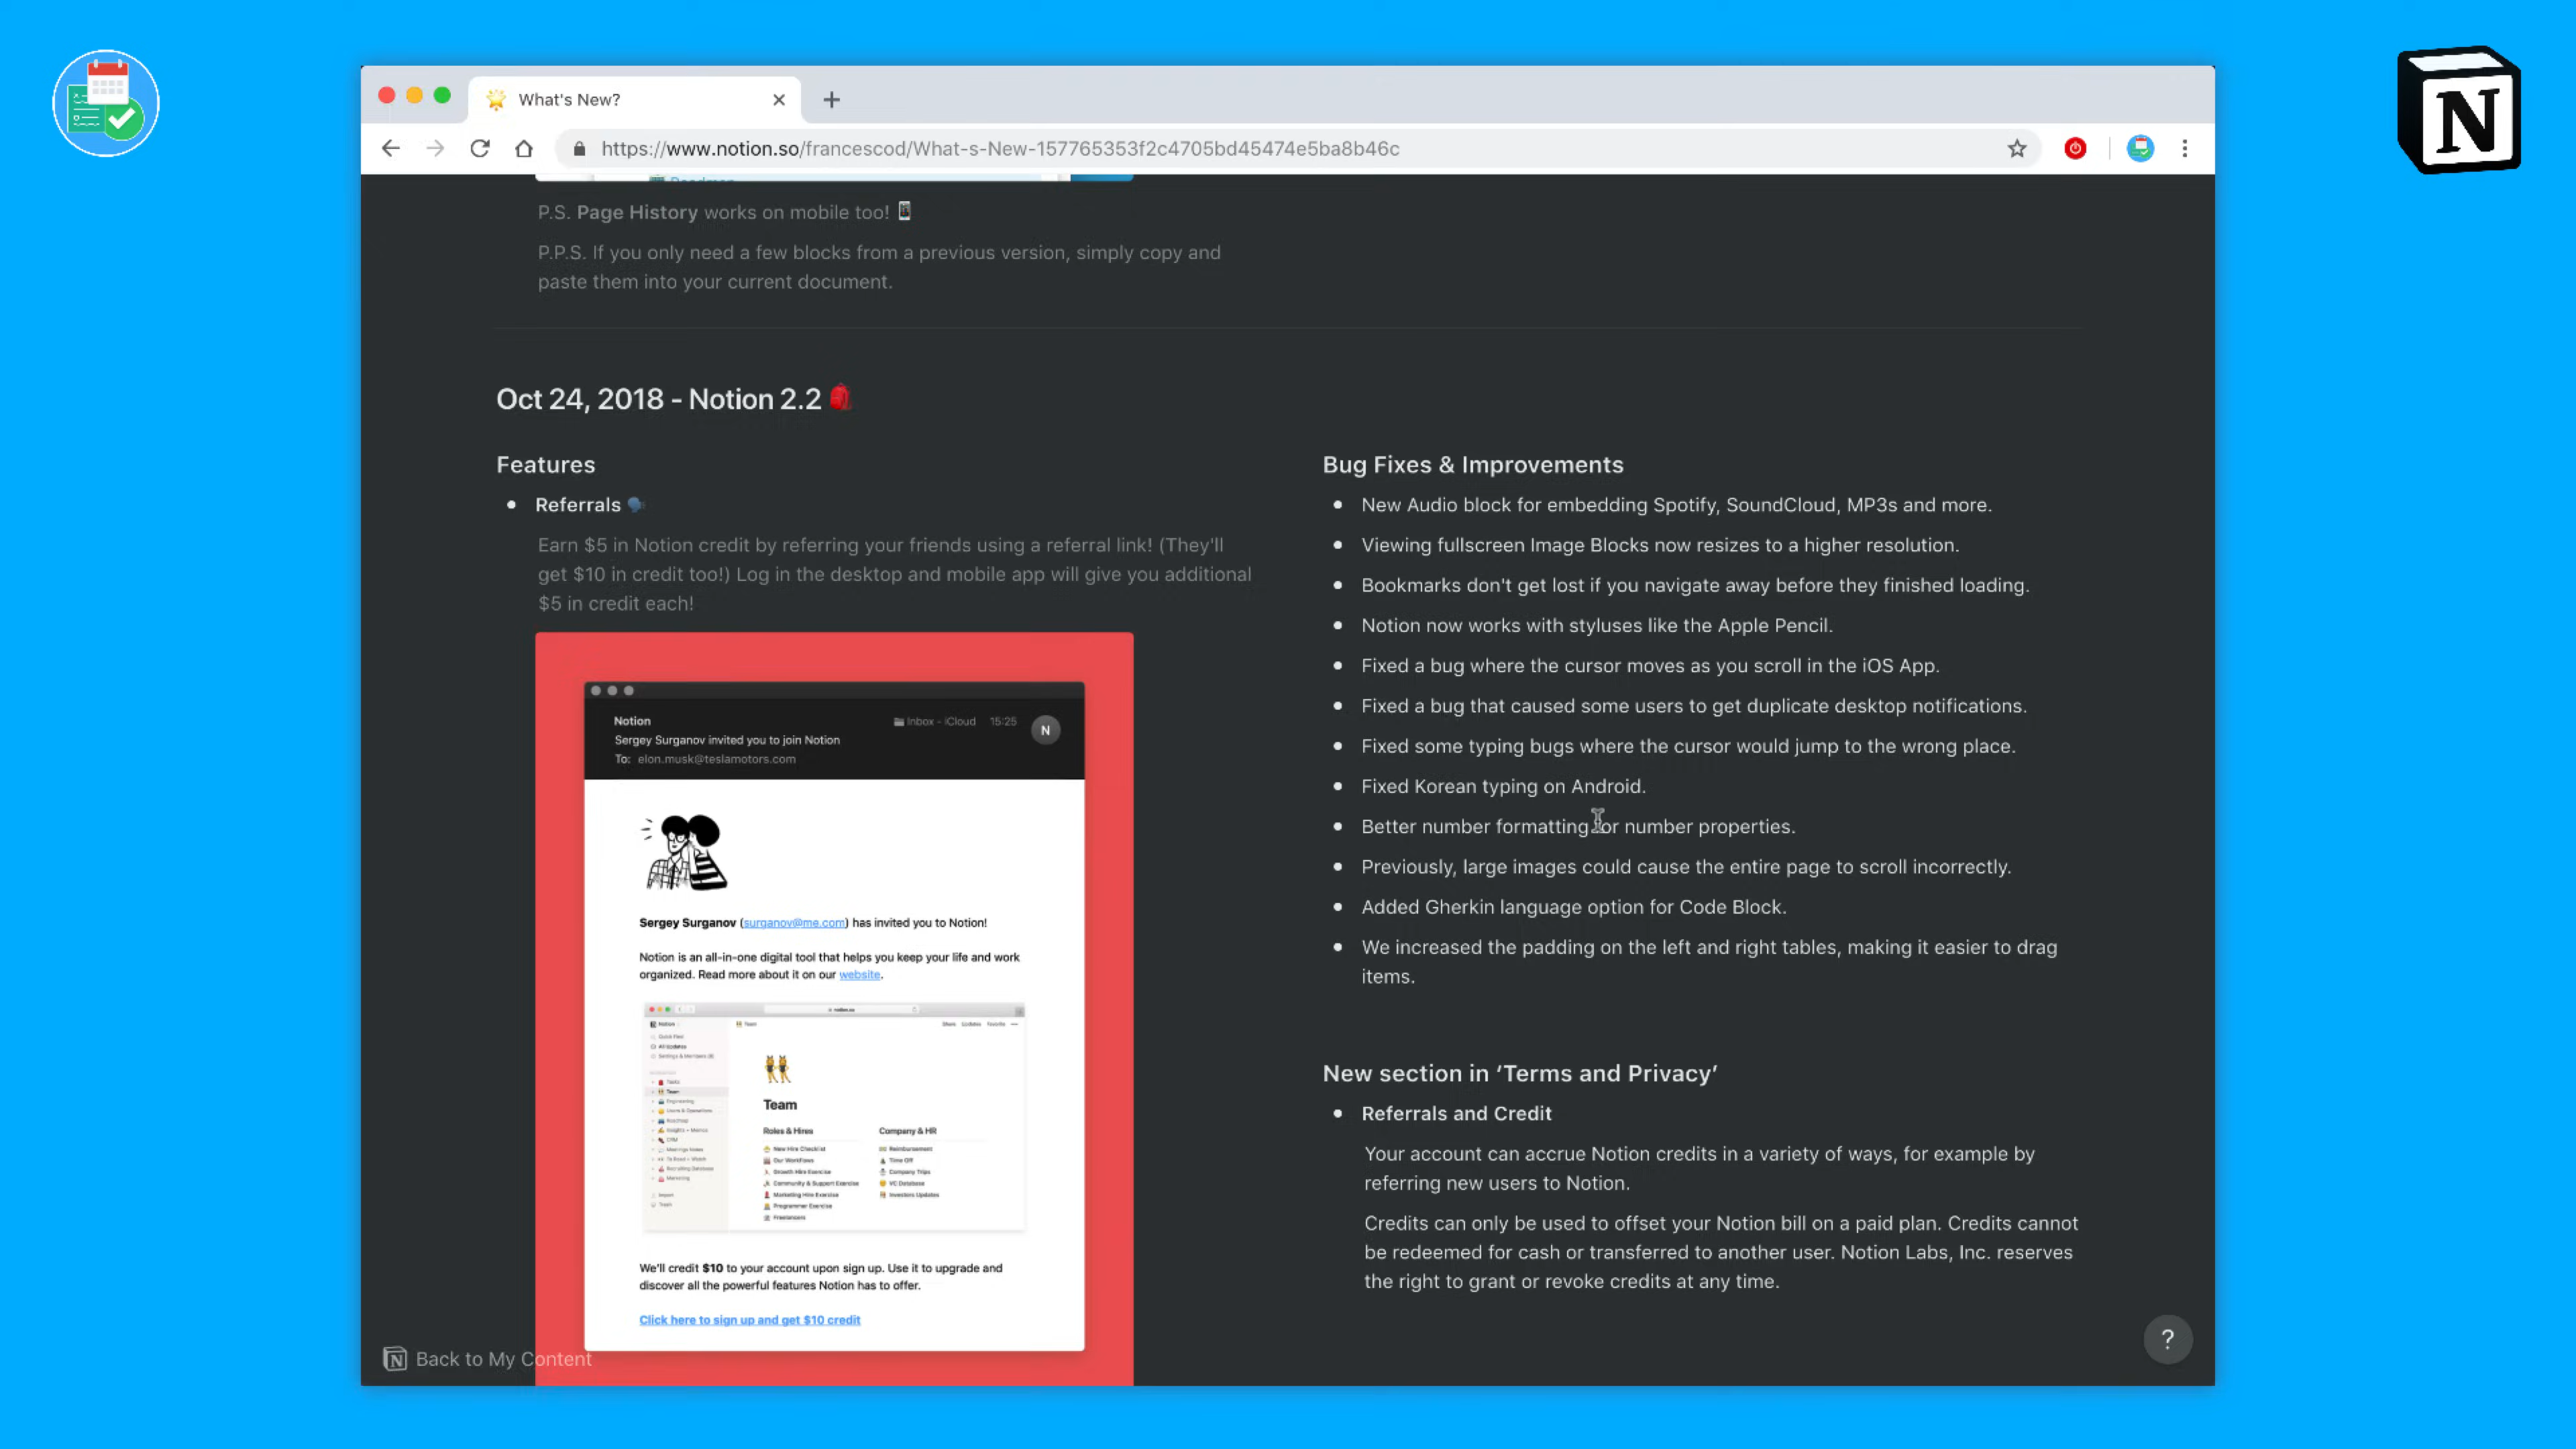 What's New?
https://www.notion.so/francescod/What-s-New-157765353f2c4705bd45474e5ba8b46c
N
P.S. Page History works on mobile too!
P.P.S. If you only need a few blocks from a previous version, simply copy and
paste them into your current document.
Oct 24, 2018 - Notion 2.2
Features
Referrals
Earn $5 in Notion credit by referring your friends using a referral link! (They'll
get $10 in credit too!) Log in the desktop and mobile app will give you additional
$5 in credit each!
Notion
Inbox - iCloud 15:25
N
Sergey Surganov invited you to join Notion
To: elon.musk@teslamotors.com
Sergey Surganov (surganov@me.com) has invited you to Notion!
Notion is an all-in-one digital tool that helps you keep your life and work
organized. Read more about it on our website.
Team
Roles & Hires
New Hire Checklist
Our Workflows
Growth Hire Exercise
Community & Support Exercise
Marketing Hire Exercise
Programmer Exercise
Freelancers
Company & HR
Reimbursement
Time Off
Company Trips
VC Database
Investors Updates
We'll credit $10 to your account upon sign up. Use it to upgrade and
discover all the powerful features Notion has to offer.
Click here to sign up and get $10 credit
Back to My Content
Bug Fixes & Improvements
New Audio block for embedding Spotify, SoundCloud, MP3s and more.
Viewing fullscreen Image Blocks now resizes to a higher resolution.
Bookmarks don't get lost if you navigate away before they finished loading.
Notion now works with styluses like the Apple Pencil.
Fixed a bug where the cursor moves as you scroll in the iOS App.
Fixed a bug that caused some users to get duplicate desktop notifications.
Fixed some typing bugs where the cursor would jump to the wrong place.
Fixed Korean typing on Android.
Better number formatting for number properties.
Previously, large images could cause the entire page to scroll incorrectly.
Added Gherkin language option for Code Block.
We increased the padding on the left and right tables, making it easier to drag
items.
New section in ‘Terms and Privacy’
Referrals and Credit
Your account can accrue Notion credits in a variety of ways, for example by
referring new users to Notion.
Credits can only be used to offset your Notion bill on a paid plan. Credits cannot
be redeemed for cash or transferred to another user. Notion Labs, Inc. reserves
the right to grant or revoke credits at any time.
?